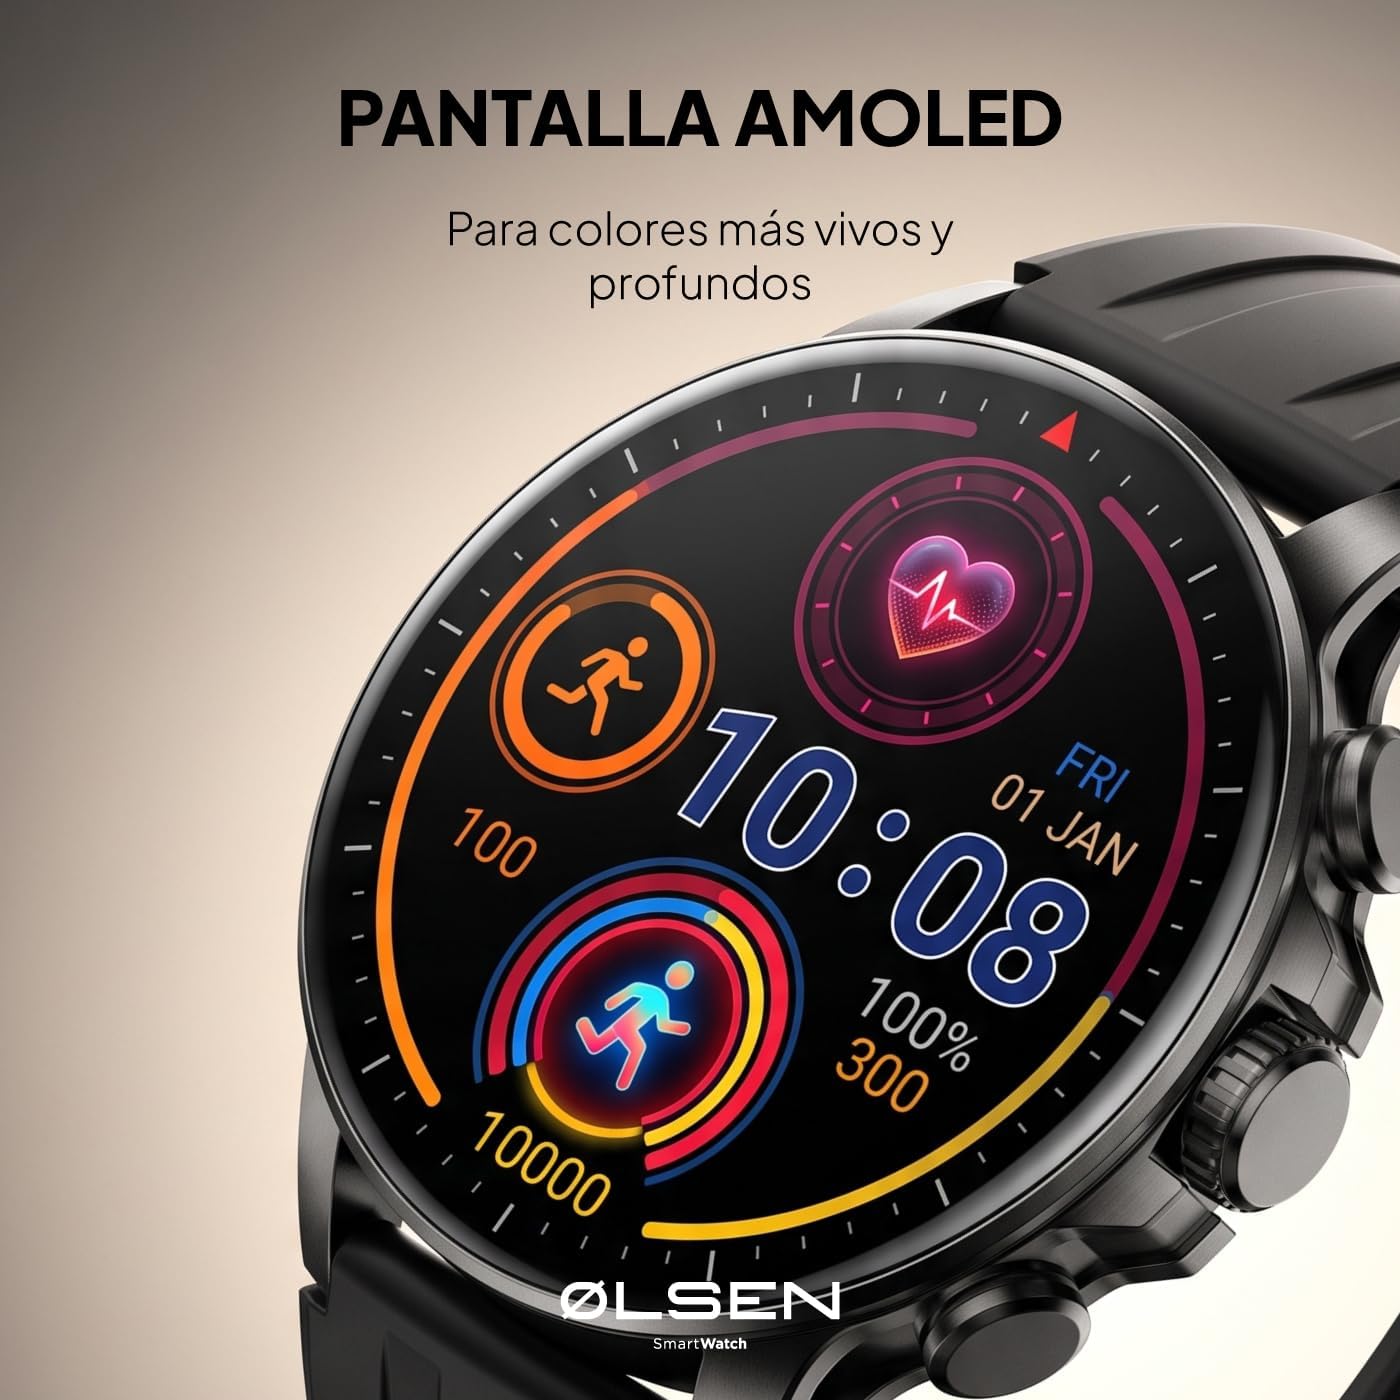 PANTALLA AMOLED
Para colores más vivos y
profundos
10:08
FRI
01 JAN
100
100%
300
10000
ØLSEN
SmartWatch